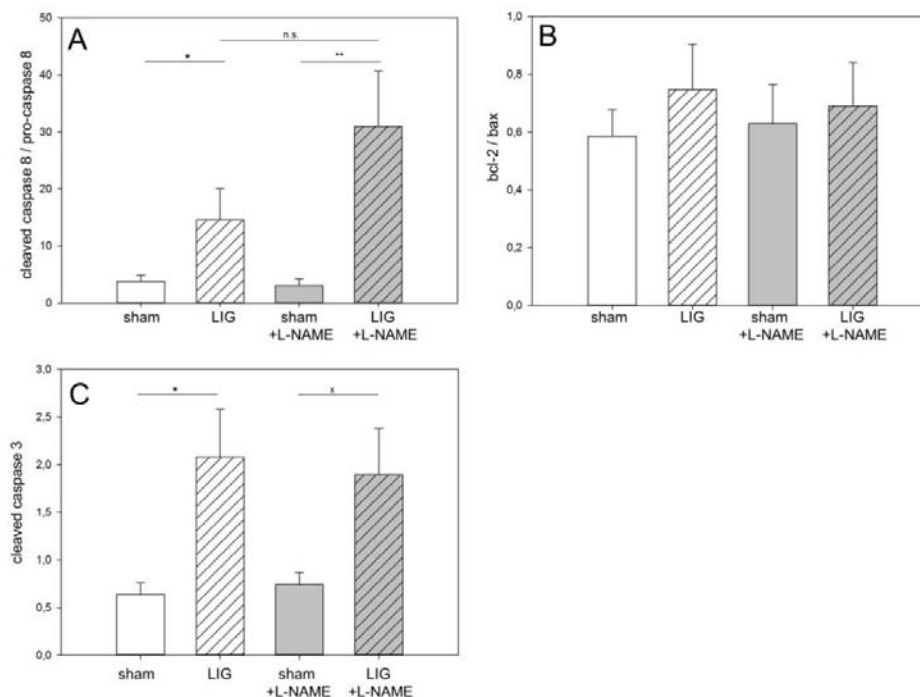 A
cleaved caspase 8 / pro-caspase 8
50
40
30
20
10
0
n.s.
*
**
sham
LIG
sham
+L-NAME
LIG
+L-NAME
B
bcl-2 / bax
1,0
0,8
0,6
0,4
0,2
0,0
sham
LIG
sham
+L-NAME
LIG
+L-NAME
C
cleaved caspase 3
3,0
2,5
2,0
1,5
1,0
0,5
0,0
*
x
sham
LIG
sham
+L-NAME
LIG
+L-NAME